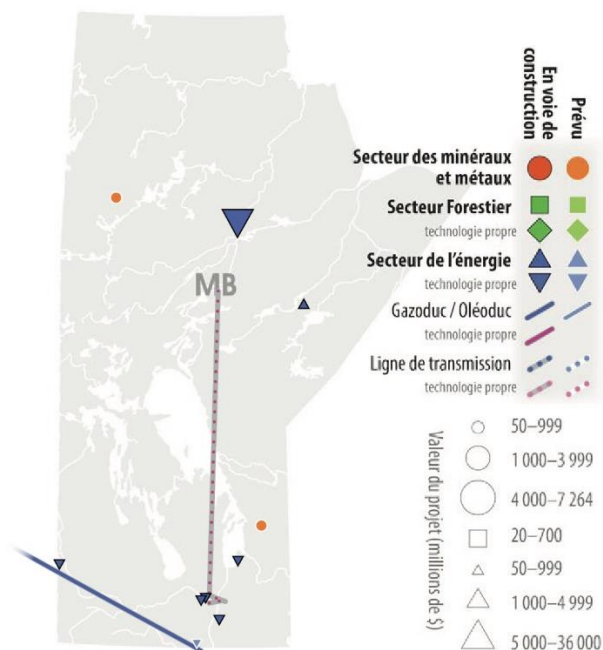 MB
En voie de
construction
Prévu
Secteur des minéraux
et métaux
Secteur Forestier
technologie propre
Secteur de l'énergie
technologie propre
Gazoduc / Oléoduc
technologie propre
Ligne de transmission
technologie propre
Valeur du projet (millions de $)
50–999
1 000–3 999
4 000–7 264
20–700
50–999
1 000–4 999
5 000–36 000